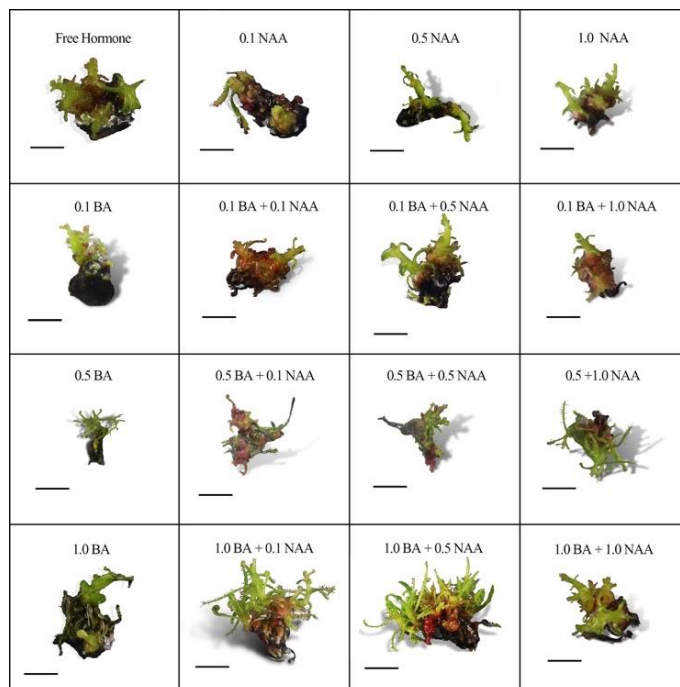 Free Hormone
0.1 NAA
0.5 NAA
1.0 NAA
0.1 BA
0.1 BA + 0.1 NAA
0.1 BA + 0.5 NAA
0.1 BA + 1.0 NAA
0.5 BA
0.5 BA + 0.1 NAA
0.5 BA + 0.5 NAA
0.5 +1.0 NAA
1.0 BA
1.0 BA + 0.1 NAA
1.0 BA + 0.5 NAA
1.0 BA + 1.0 NAA